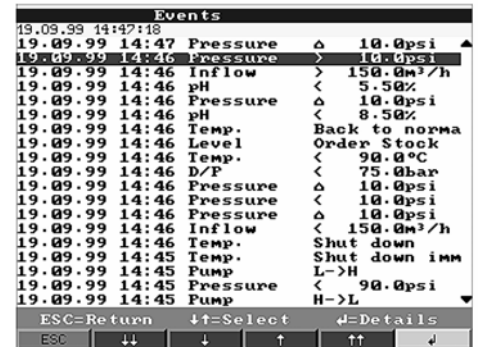 Events
19.09.99 14:47:18
19.09.99 14:47 Pressure Δ 10.0psi
19.09.99 14:46 Pressure > 10.0psi
19.09.99 14:46 Inflow > 150.0m³/h
19.09.99 14:46 pH < 5.50%
19.09.99 14:46 Pressure Δ 10.0psi
19.09.99 14:46 pH < 8.50%
19.09.99 14:46 Temp. Back to norma
19.09.99 14:46 Level Order Stock
19.09.99 14:46 Temp. < 90.0°C
19.09.99 14:46 D/P < 75.0bar
19.09.99 14:46 Pressure Δ 10.0psi
19.09.99 14:46 Pressure < 10.0psi
19.09.99 14:46 Pressure Δ 10.0psi
19.09.99 14:46 Inflow < 150.0m³/h
19.09.99 14:45 Temp. Shut down
19.09.99 14:45 Temp. Shut down imm
19.09.99 14:45 Pump L->H
19.09.99 14:45 Pressure < 90.0psi
19.09.99 14:45 Pump H->L
ESC=Return ↓↑=Select ↲=Details
ESC ↓↓ ↓ ↑ ↑↑ ↲